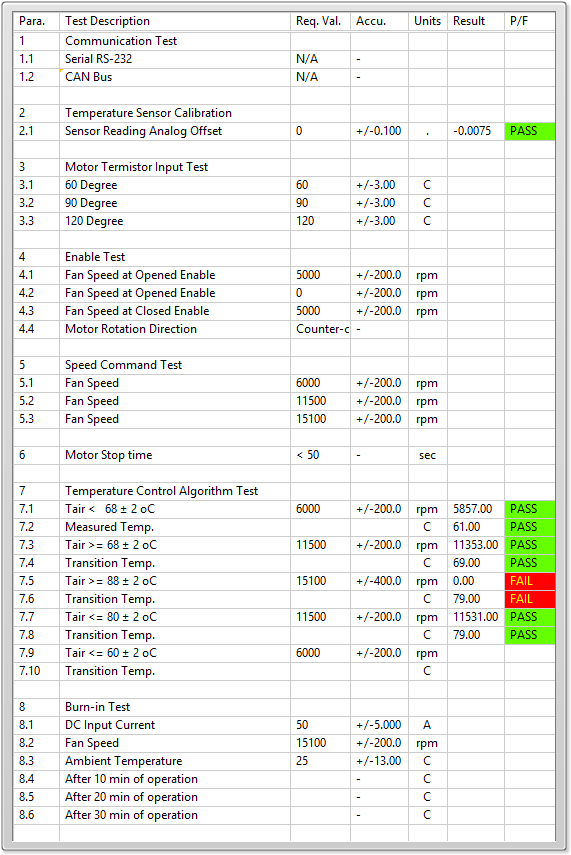 Para. Test Description Req. Val. Accu. Units Result P/F
1 Communication Test
1.1 Serial RS-232 N/A -
1.2 CAN Bus N/A -
2 Temperature Sensor Calibration
2.1 Sensor Reading Analog Offset 0 +/-0.100 . -0.0075 PASS
3 Motor Termistor Input Test
3.1 60 Degree 60 +/-3.00 C
3.2 90 Degree 90 +/-3.00 C
3.3 120 Degree 120 +/-3.00 C
4 Enable Test
4.1 Fan Speed at Opened Enable 5000 +/-200.0 rpm
4.2 Fan Speed at Opened Enable 0 +/-200.0 rpm
4.3 Fan Speed at Closed Enable 5000 +/-200.0 rpm
4.4 Motor Rotation Direction Counter-c -
5 Speed Command Test
5.1 Fan Speed 6000 +/-200.0 rpm
5.2 Fan Speed 11500 +/-200.0 rpm
5.3 Fan Speed 15100 +/-200.0 rpm
6 Motor Stop time < 50 - sec
7 Temperature Control Algorithm Test
7.1 Tair < 68 ± 2 oC 6000 +/-200.0 rpm 5857.00 PASS
7.2 Measured Temp. C 61.00 PASS
7.3 Tair >= 68 ± 2 oC 11500 +/-200.0 rpm 11353.00 PASS
7.4 Transition Temp. C 69.00 PASS
7.5 Tair >= 88 ± 2 oC 15100 +/-400.0 rpm 0.00 FAIL
7.6 Transition Temp. C 79.00 FAIL
7.7 Tair <= 80 ± 2 oC 11500 +/-200.0 rpm 11531.00 PASS
7.8 Transition Temp. C 79.00 PASS
7.9 Tair <= 60 ± 2 oC 6000 +/-200.0 rpm
7.10 Transition Temp. C
8 Burn-in Test
8.1 DC Input Current 50 +/-5.000 A
8.2 Fan Speed 15100 +/-200.0 rpm
8.3 Ambient Temperature 25 +/-13.00 C
8.4 After 10 min of operation - C
8.5 After 20 min of operation - C
8.6 After 30 min of operation - C